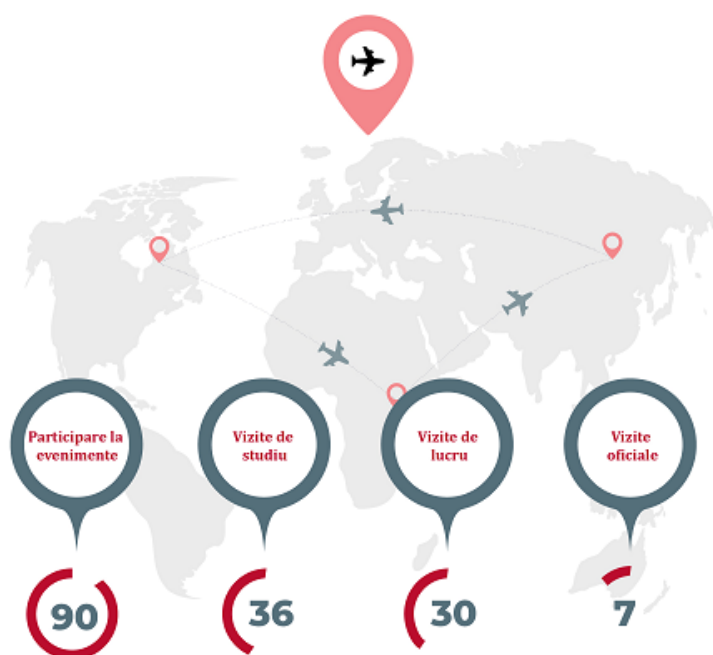 Participare la
evenimente
Vizite de
studiu
Vizite de
lucru
Vizite
oficiale
90
36
30
7